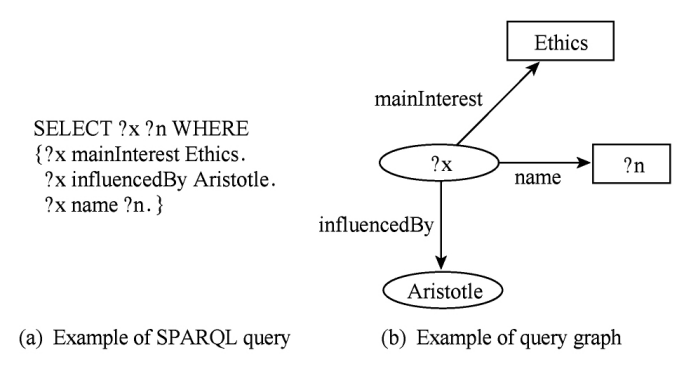 SELECT ?x ?n WHERE
{?x mainInterest Ethics.
?x influencedBy Aristotle.
?x name ?n.}
(a) Example of SPARQL query
Ethics
mainInterest
?x
name
?n
influencedBy
Aristotle
(b) Example of query graph